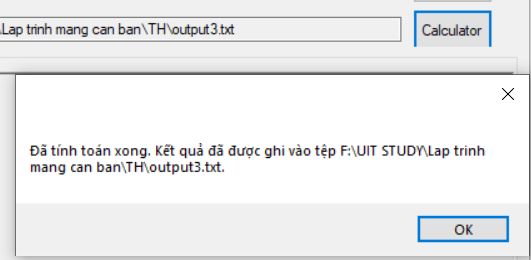 Lap trinh mang can ban\TH\output3.txt
Calculator
Đã tính toán xong. Kết quả đã được ghi vào tệp F:\UIT STUDY\Lap trinh
mang can ban\TH\output3.txt.
OK